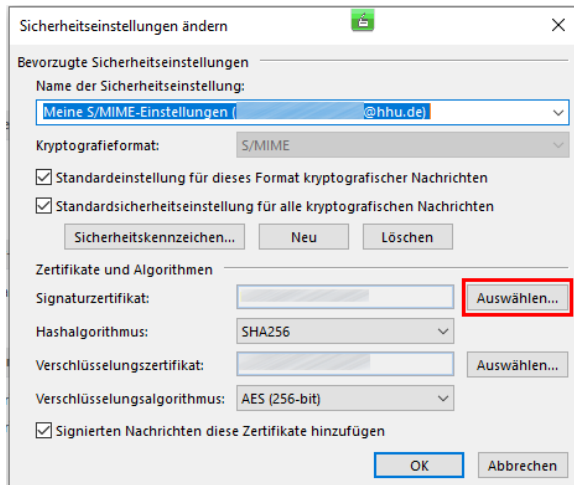 Sicherheitseinstellungen ändern
Bevorzugte Sicherheitseinstellungen
Name der Sicherheitseinstellung:
Meine S/MIME-Einstellungen ( @hhu.de)
Kryptografieformat: S/MIME
Standardeinstellung für dieses Format kryptografischer Nachrichten
Standardsicherheitseinstellung für alle kryptografischen Nachrichten
Sicherheitskennzeichen... Neu Löschen
Zertifikate und Algorithmen
Signaturzertifikat: Auswählen...
Hashalgorithmus: SHA256
Verschlüsselungszertifikat: Auswählen...
Verschlüsselungsalgorithmus: AES (256-bit)
Signierten Nachrichten diese Zertifikate hinzufügen
OK Abbrechen